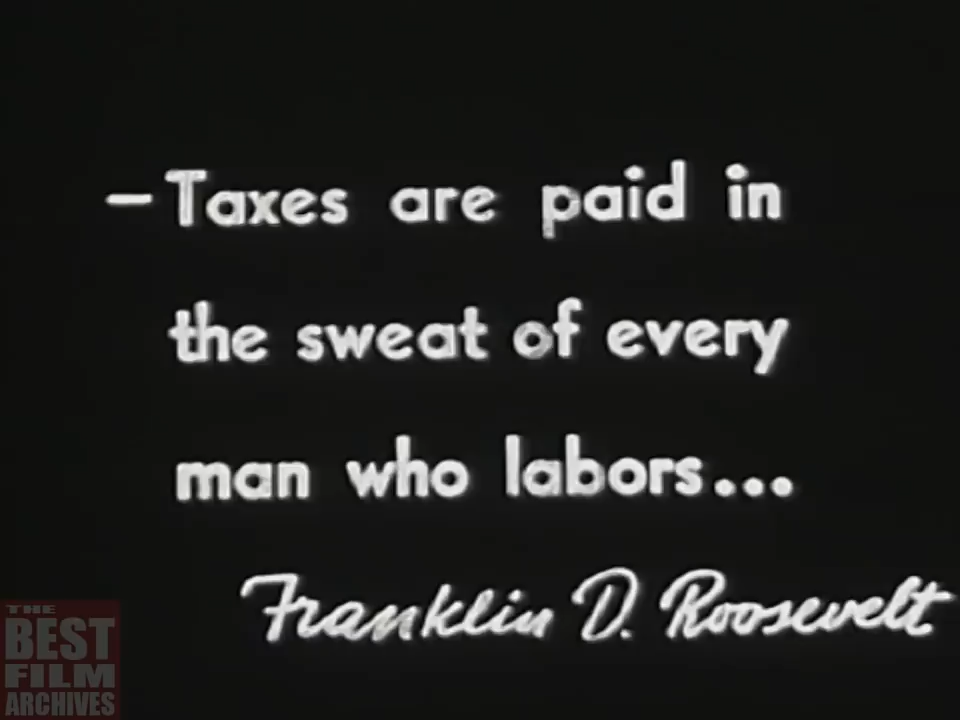 –Taxes are paid in
the sweat of every
man who labors...
Franklin D. Roosevelt
THE
BEST
FILM
ARCHIVES